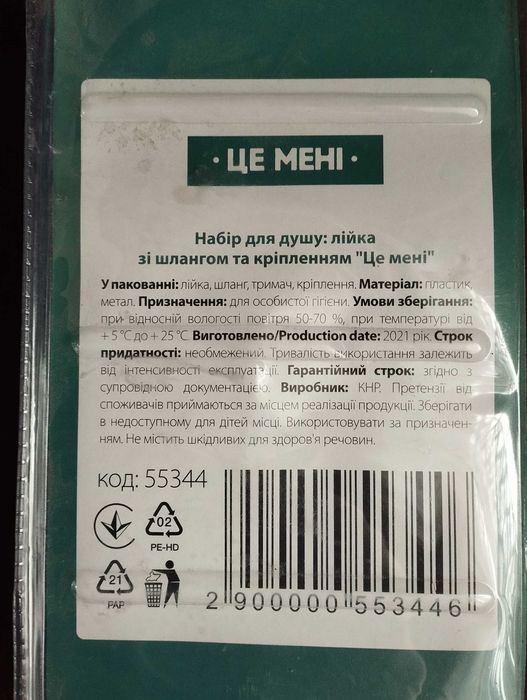 · ЦЕ МЕНІ ·
Набір для душу: лійка
зі шлангом та кріпленням "Це мені"
У пакованні: лійка, шланг, тримач, кріплення. Матеріал: пластик,
метал. Призначення: для особистої гігієни. Умови зберігання:
при відносній вологості повітря 50-70 %, при температурі від
+5 °С до +25 °С. Виготовлено/Production date: 2021 рік. Строк
придатності: необмежений. Тривалість використання залежить
від інтенсивності експлуатації. Гарантійний строк: згідно з
супровідною документацією. Виробник: КНР. Претензії від
споживачів приймаються за місцем реалізації продукції. Зберігати
в недоступному для дітей місці. Використовувати за призначен-
ням. Не містить шкідливих для здоров'я речовин.
код: 55344
02
PE-HD
21
PAP
2 900000 553446